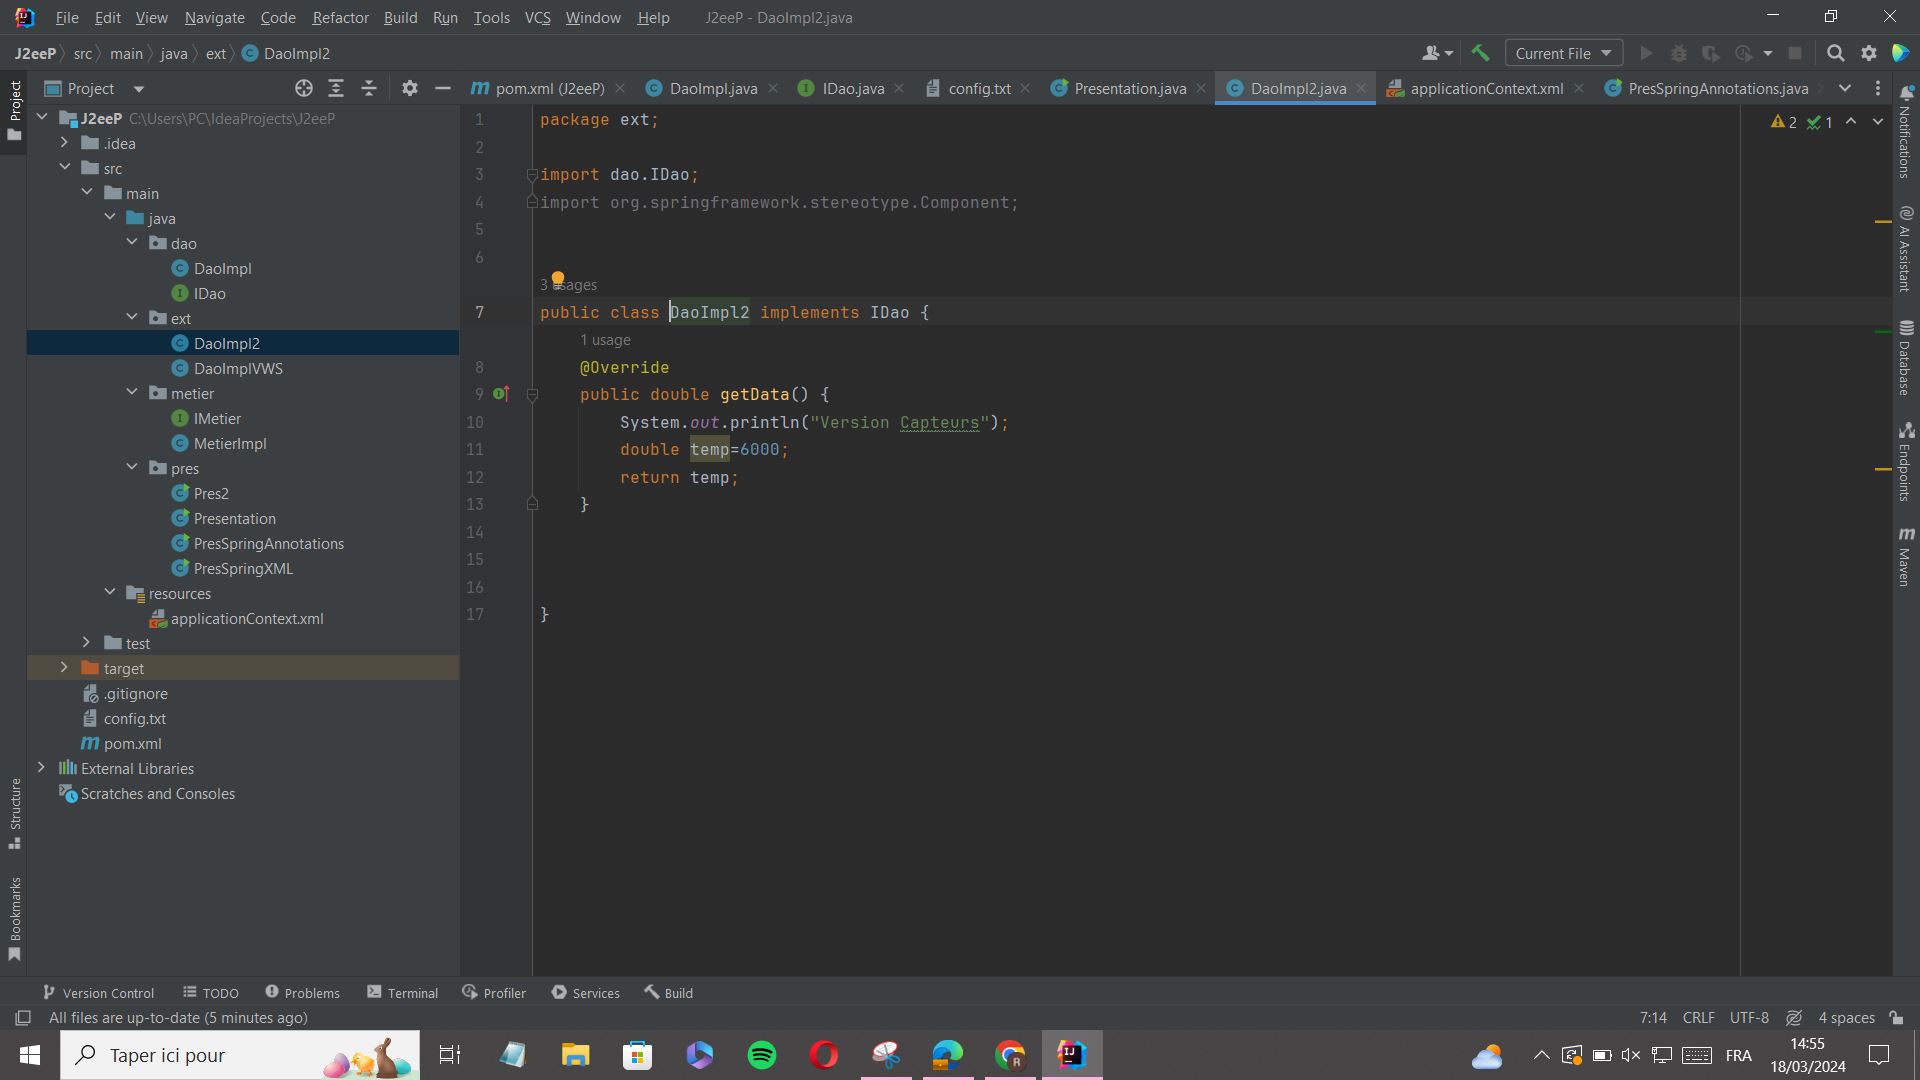 File Edit View Navigate Code Refactor Build Run Tools VCS Window Help J2eeP - DaoImpl2.java
J2eeP src main java ext DaoImpl2
Current File
Project
pom.xml (J2eeP) DaoImpl.java IDao.java config.txt Presentation.java DaoImpl2.java applicationContext.xml PresSpringAnnotations.java
Project
J2eeP C:\Users\PC\IdeaProjects\J2eeP
.idea
src
main
java
dao
DaoImpl
IDao
ext
DaoImpl2
DaoImplVWS
metier
IMetier
MetierImpl
pres
Pres2
Presentation
PresSpringAnnotations
PresSpringXML
resources
applicationContext.xml
test
target
.gitignore
config.txt
pom.xml
External Libraries
Scratches and Consoles
Structure
Bookmarks
1 package ext;
2
3 import dao.IDao;
4 import org.springframework.stereotype.Component;
5
6
3 usages
7 public class DaoImpl2 implements IDao {
1 usage
8 @Override
9 public double getData() {
10 System.out.println("Version Capteurs");
11 double temp=6000;
12 return temp;
13 }
14
15
16
17 }
2 1
Notifications
AI Assistant
Database
Endpoints
Maven
Version Control TODO Problems Terminal Profiler Services Build
All files are up-to-date (5 minutes ago)
7:14 CRLF UTF-8 4 spaces
Taper ici pour
FRA
14:55
18/03/2024